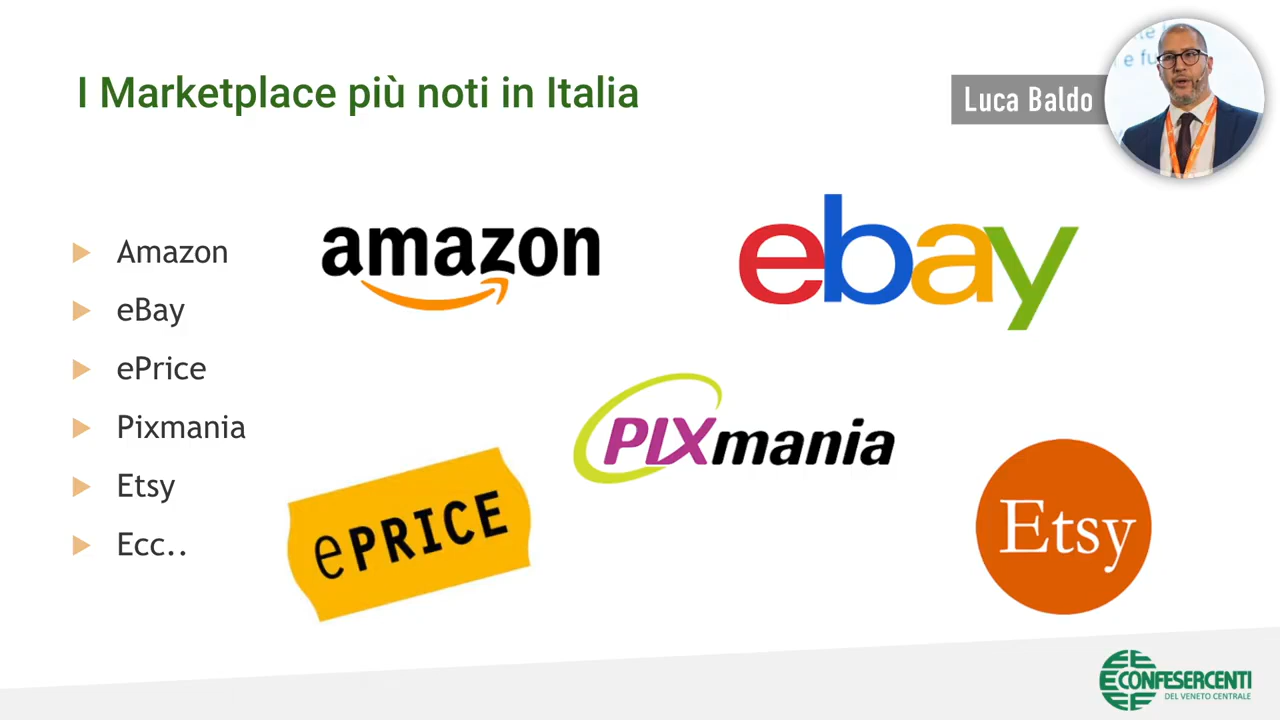 I Marketplace più noti in Italia
Luca Baldo
Amazon
eBay
ePrice
Pixmania
Etsy
Ecc..
amazon
ebay
PIXmania
ePRICE
Etsy
CONFESERCENTI
DEL VENETO CENTRALE